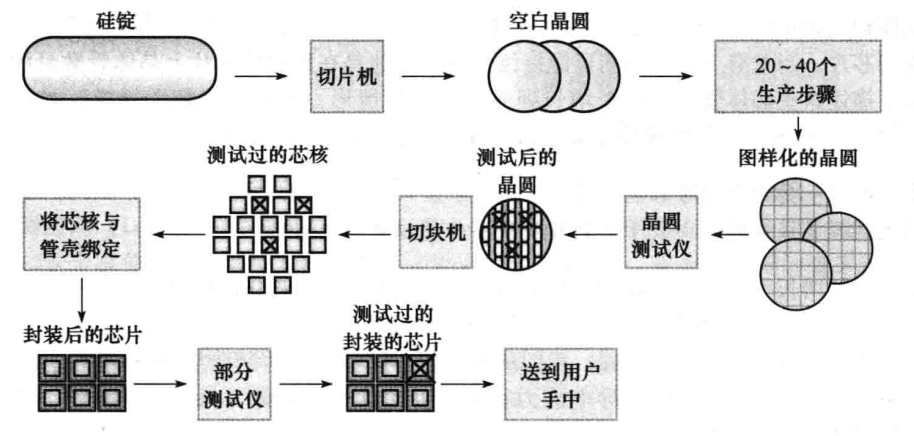 硅锭
切片机
空白晶圆
20～40个
生产步骤
图样化的晶圆
晶圆
测试仪
测试后的
晶圆
切块机
测试过的芯核
将芯核与
管壳绑定
封装后的芯片
部分
测试仪
测试过的
封装的芯片
送到用户
手中